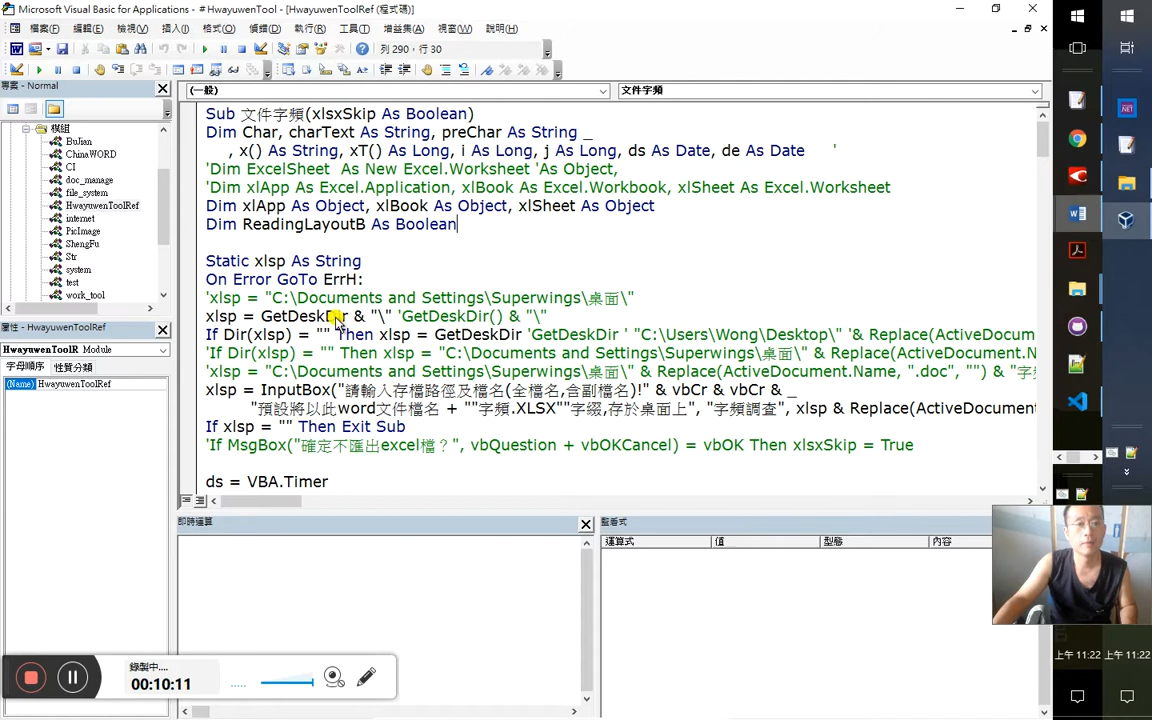 Microsoft Visual Basic for Applications - #HwayuwenTool - [HwayuwenToolRef (程式碼)]
檔案(F) 編輯(E) 檢視(V) 插入(I) 格式(O) 偵錯(D) 執行(R) 工具(T) 增益集(A) 視窗(W) 說明(H)
列 290，行 30
專案 - Normal
(一般)
文件字頻
模組
BuJian
ChinaWORD
CI
doc_manage
file_system
HwayuwenToolRef
internet
PicImage
ShengFu
Str
system
test
work_tool
屬性 - HwayuwenToolRef
HwayuwenToolR Module
字母順序 性質分類
(Name) HwayuwenToolRef
Sub 文件字頻(xlsxSkip As Boolean)
Dim Char, charText As String, preChar As String _
, x() As String, xT() As Long, i As Long, j As Long, ds As Date, de As Date '
'Dim ExcelSheet As New Excel.Worksheet 'As Object,
'Dim xlApp As Excel.Application, xlBook As Excel.Workbook, xlSheet As Excel.Worksheet
Dim xlApp As Object, xlBook As Object, xlSheet As Object
Dim ReadingLayoutB As Boolean
Static xlsp As String
On Error GoTo ErrH:
'xlsp = "C:\Documents and Settings\Superwings\桌面\"
xlsp = GetDeskDir & "\" 'GetDeskDir() & "\"
If Dir(xlsp) = "" Then xlsp = GetDeskDir 'GetDeskDir ' "C:\Users\Wong\Desktop\" '& Replace(ActiveDocum
'If Dir(xlsp) = "" Then xlsp = "C:\Documents and Settings\Superwings\桌面\" & Replace(ActiveDocument.N
'xlsp = "C:\Documents and Settings\Superwings\桌面\" & Replace(ActiveDocument.Name, ".doc", "") & "字
xlsp = InputBox("請輸入存檔路徑及檔名(全檔名,含副檔名)!" & vbCr & vbCr & _
"預設將以此word文件檔名 + ""字頻.XLSX""字綴,存於桌面上", "字頻調查", xlsp & Replace(ActiveDocument
If xlsp = "" Then Exit Sub
'If MsgBox("確定不匯出excel檔？", vbQuestion + vbOKCancel) = vbOK Then xlsxSkip = True
ds = VBA.Timer
即時運算
監看式
運算式 值 型態 內容
錄製中....
00:10:11
.NET
上午 11:22 上午 11:22